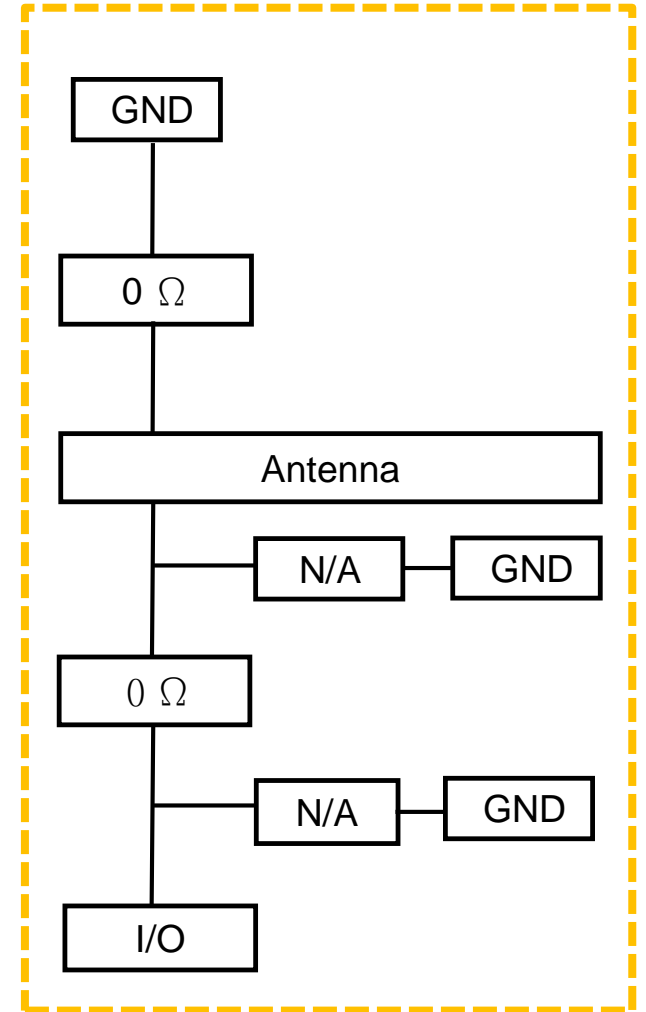 GND
0 Ω
Antenna
N/A
GND
0 Ω
N/A
GND
I/O